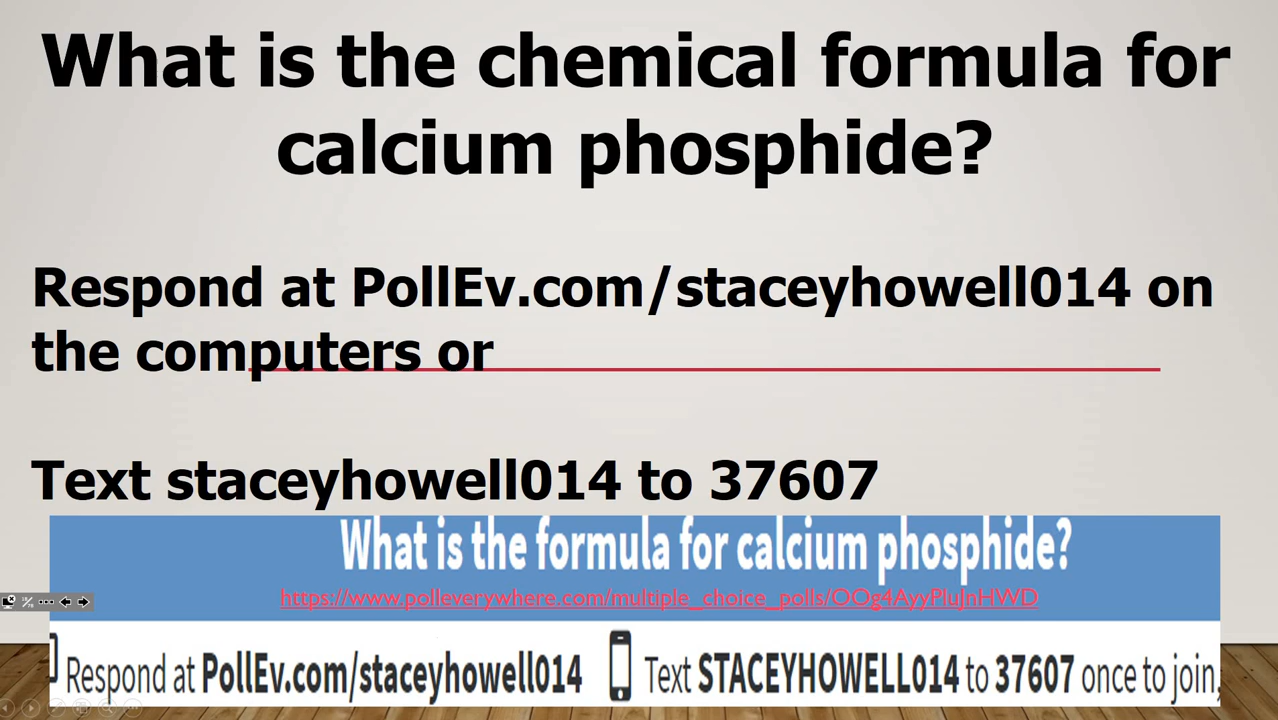 What is the chemical formula for
calcium phosphide?
Respond at PollEv.com/staceyhowell014 on
the computers or
Text staceyhowell014 to 37607
What is the formula for calcium phosphide?
https://www.polleverywhere.com/multiple_choice_polls/OOg4AyyPluJnHWD
Respond at PollEv.com/staceyhowell014
Text STACEYHOWELL014 to 37607 once to join,